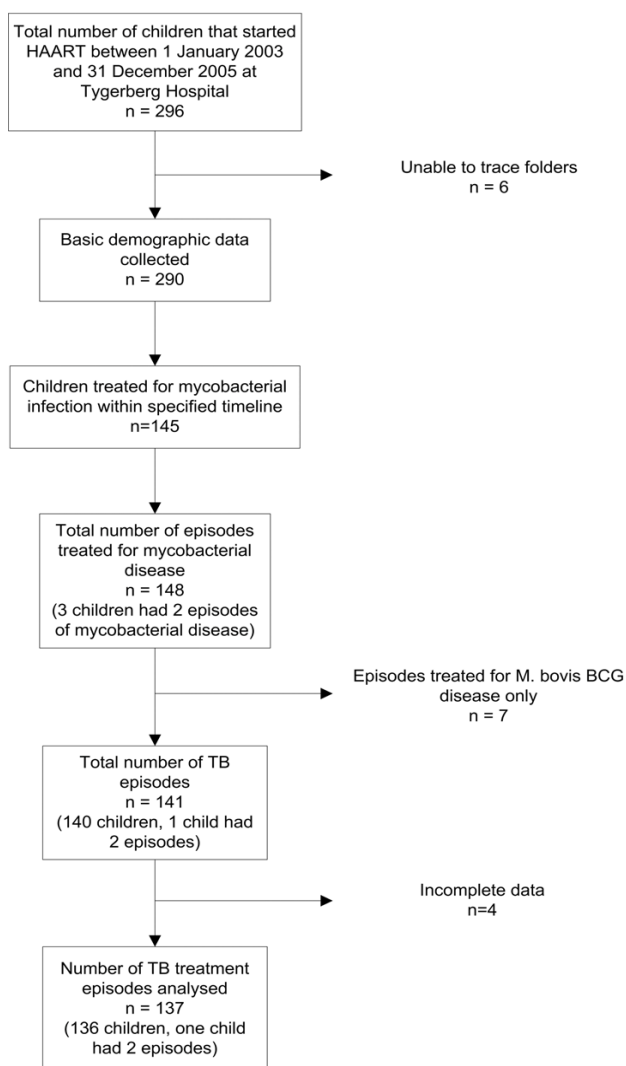 Total number of children that started
HAART between 1 January 2003
and 31 December 2005 at
Tygerberg Hospital
n = 296
Unable to trace folders
n = 6
Basic demographic data
collected
n = 290
Children treated for mycobacterial
infection within specified timeline
n=145
Total number of episodes
treated for mycobacterial
disease
n = 148
(3 children had 2 episodes
of mycobacterial disease)
Episodes treated for M. bovis BCG
disease only
n = 7
Total number of TB
episodes
n = 141
(140 children, 1 child had
2 episodes)
Incomplete data
n=4
Number of TB treatment
episodes analysed
n = 137
(136 children, one child
had 2 episodes)